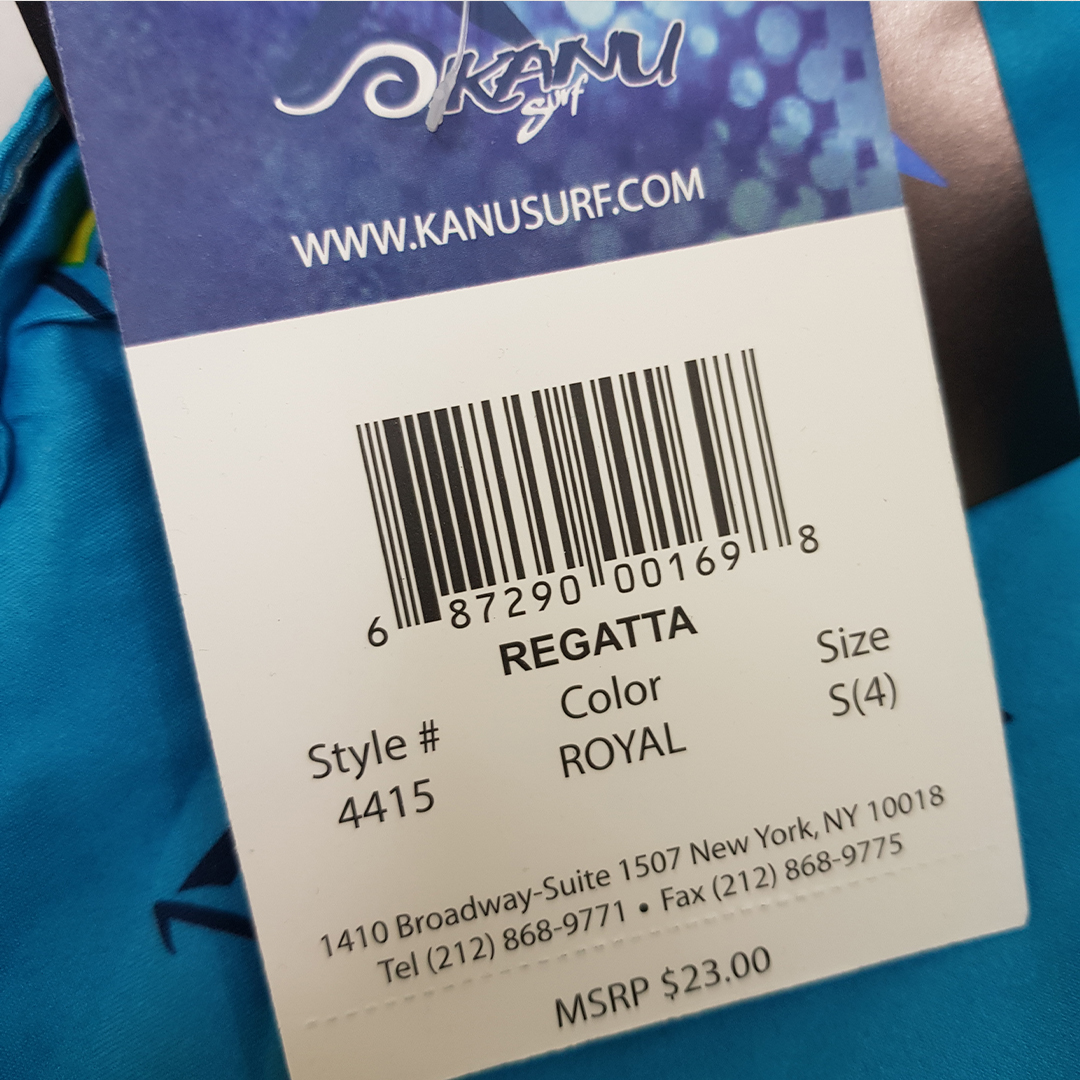 KANU
Surf
WWW.KANUSURF.COM
6 87290 00169 8
REGATTA
Style # Color Size
4415 ROYAL S(4)
1410 Broadway-Suite 1507 New York, NY 10018
Tel (212) 868-9771 • Fax (212) 868-9775
MSRP $23.00